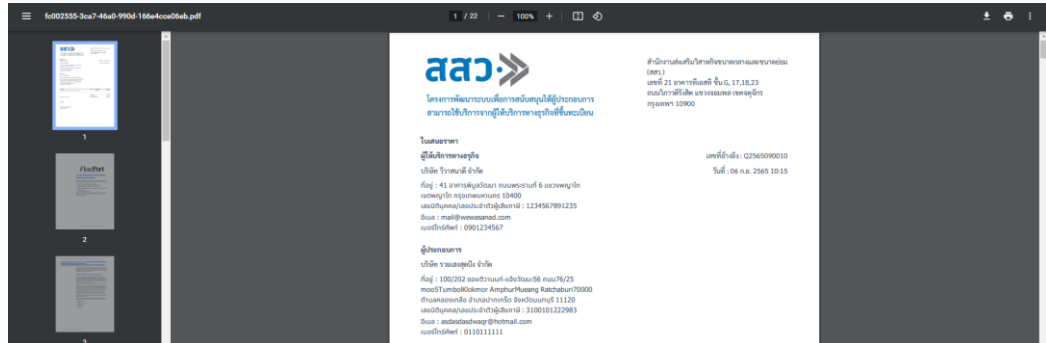 fc002555-3ca7-46a0-990d-166e4cce06eb.pdf
1 / 22 | − 100% +
1
2
3
FlowPort
สสว
โครงการพัฒนาระบบเพื่อการสนับสนุนให้ผู้ประกอบการ
สามารถใช้บริการจากผู้ให้บริการทางธุรกิจที่ขึ้นทะเบียน
สำนักงานส่งเสริมวิสาหกิจขนาดกลางและขนาดย่อม
(สสว.)
เลขที่ 21 อาคารทีเอสที ชั้น G, 17,18,23
ถนนวิภาวดีรังสิต แขวงจอมพล เขตจตุจักร
กรุงเทพฯ 10900
ใบเสนอราคา
ผู้ให้บริการทางธุรกิจ
บริษัท วีวาสนาดี จำกัด
ที่อยู่ : 41 อาคารพิบูลวัฒนา ถนนพระรามที่ 6 แขวงพญาไท
เขตพญาไท กรุงเทพมหานคร 10400
เลขนิติบุคคล/เลขประจำตัวผู้เสียภาษี : 1234567891235
อีเมล : mail@wewasanad.com
เบอร์โทรศัพท์ : 0901234567
เลขที่อ้างอิง : Q2565090010
วันที่ : 06 ก.ย. 2565 10:15
ผู้ประกอบการ
บริษัท รวยเฮงสุดปัง จำกัด
ที่อยู่ : 100/202 ซอยติวานนท์-แจ้งวัฒนะ56 ถนน76/25
moo5TumbolKlokmor AmphurMueang Ratchaburi70000
ตำบลคลองเกลือ อำเภอปากเกร็ด จังหวัดนนทบุรี 11120
เลขนิติบุคคล/เลขประจำตัวผู้เสียภาษี : 3100101222983
อีเมล : asdasdasdwaqr@hotmail.com
เบอร์โทรศัพท์ : 0110111111